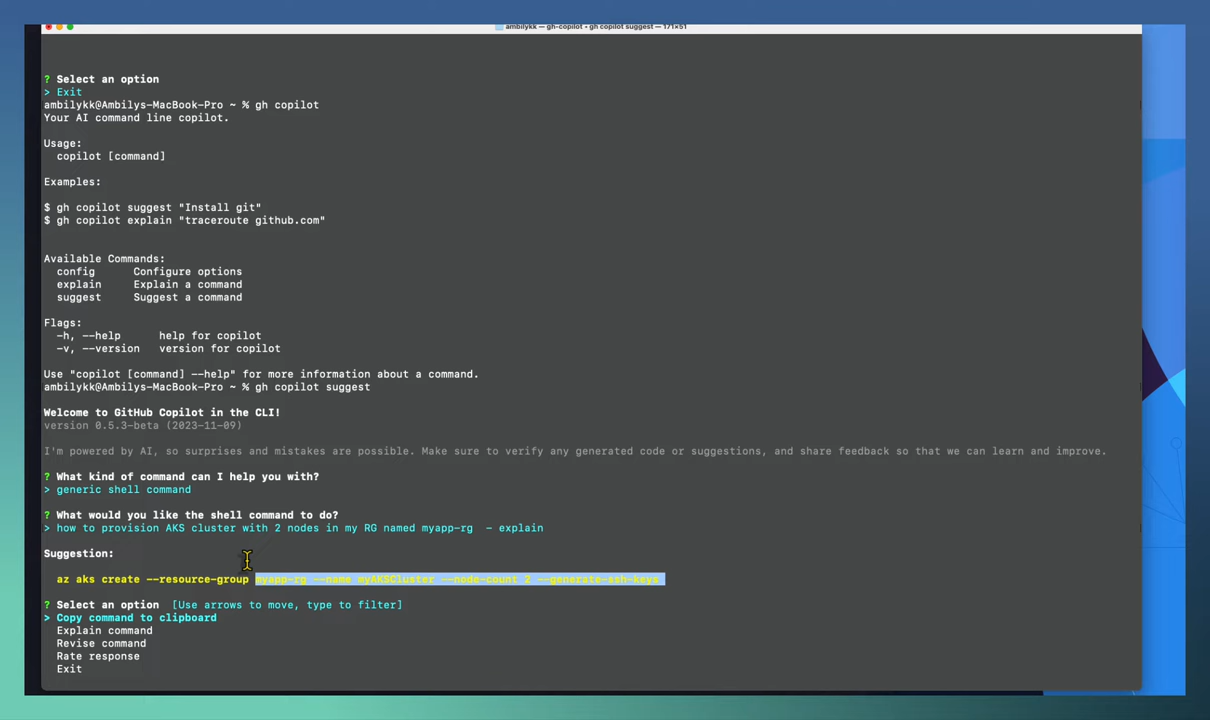 ambilykk — gh-copilot • gh copilot suggest — 171×51
? Select an option
> Exit
ambilykk@Ambilys-MacBook-Pro ~ % gh copilot
Your AI command line copilot.
Usage:
copilot [command]
Examples:
$ gh copilot suggest "Install git"
$ gh copilot explain "traceroute github.com"
Available Commands:
config Configure options
explain Explain a command
suggest Suggest a command
Flags:
-h, --help help for copilot
-v, --version version for copilot
Use "copilot [command] --help" for more information about a command.
ambilykk@Ambilys-MacBook-Pro ~ % gh copilot suggest
Welcome to GitHub Copilot in the CLI!
version 0.5.3-beta (2023-11-09)
I'm powered by AI, so surprises and mistakes are possible. Make sure to verify any generated code or suggestions, and share feedback so that we can learn and improve.
? What kind of command can I help you with?
> generic shell command
? What would you like the shell command to do?
> how to provision AKS cluster with 2 nodes in my RG named myapp-rg - explain
Suggestion:
az aks create --resource-group myapp-rg --name myAKSCluster --node-count 2 --generate-ssh-keys
? Select an option [Use arrows to move, type to filter]
> Copy command to clipboard
Explain command
Revise command
Rate response
Exit